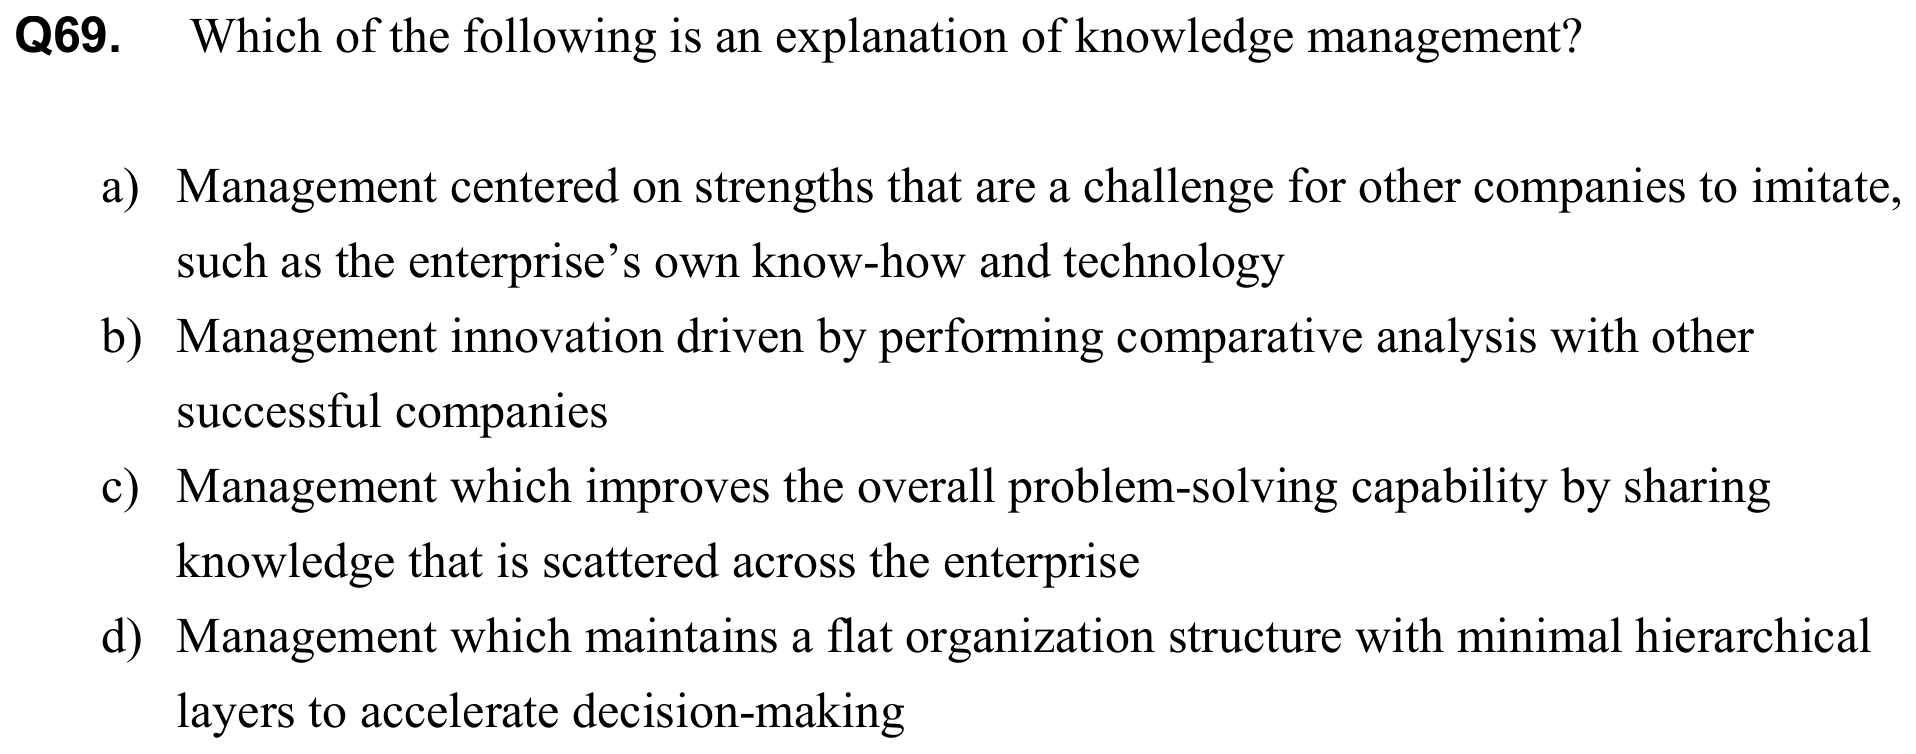 Q69. Which of the following is an explanation of knowledge management?
a) Management centered on strengths that are a challenge for other companies to imitate,
such as the enterprise’s own know-how and technology
b) Management innovation driven by performing comparative analysis with other
successful companies
c) Management which improves the overall problem-solving capability by sharing
knowledge that is scattered across the enterprise
d) Management which maintains a flat organization structure with minimal hierarchical
layers to accelerate decision-making